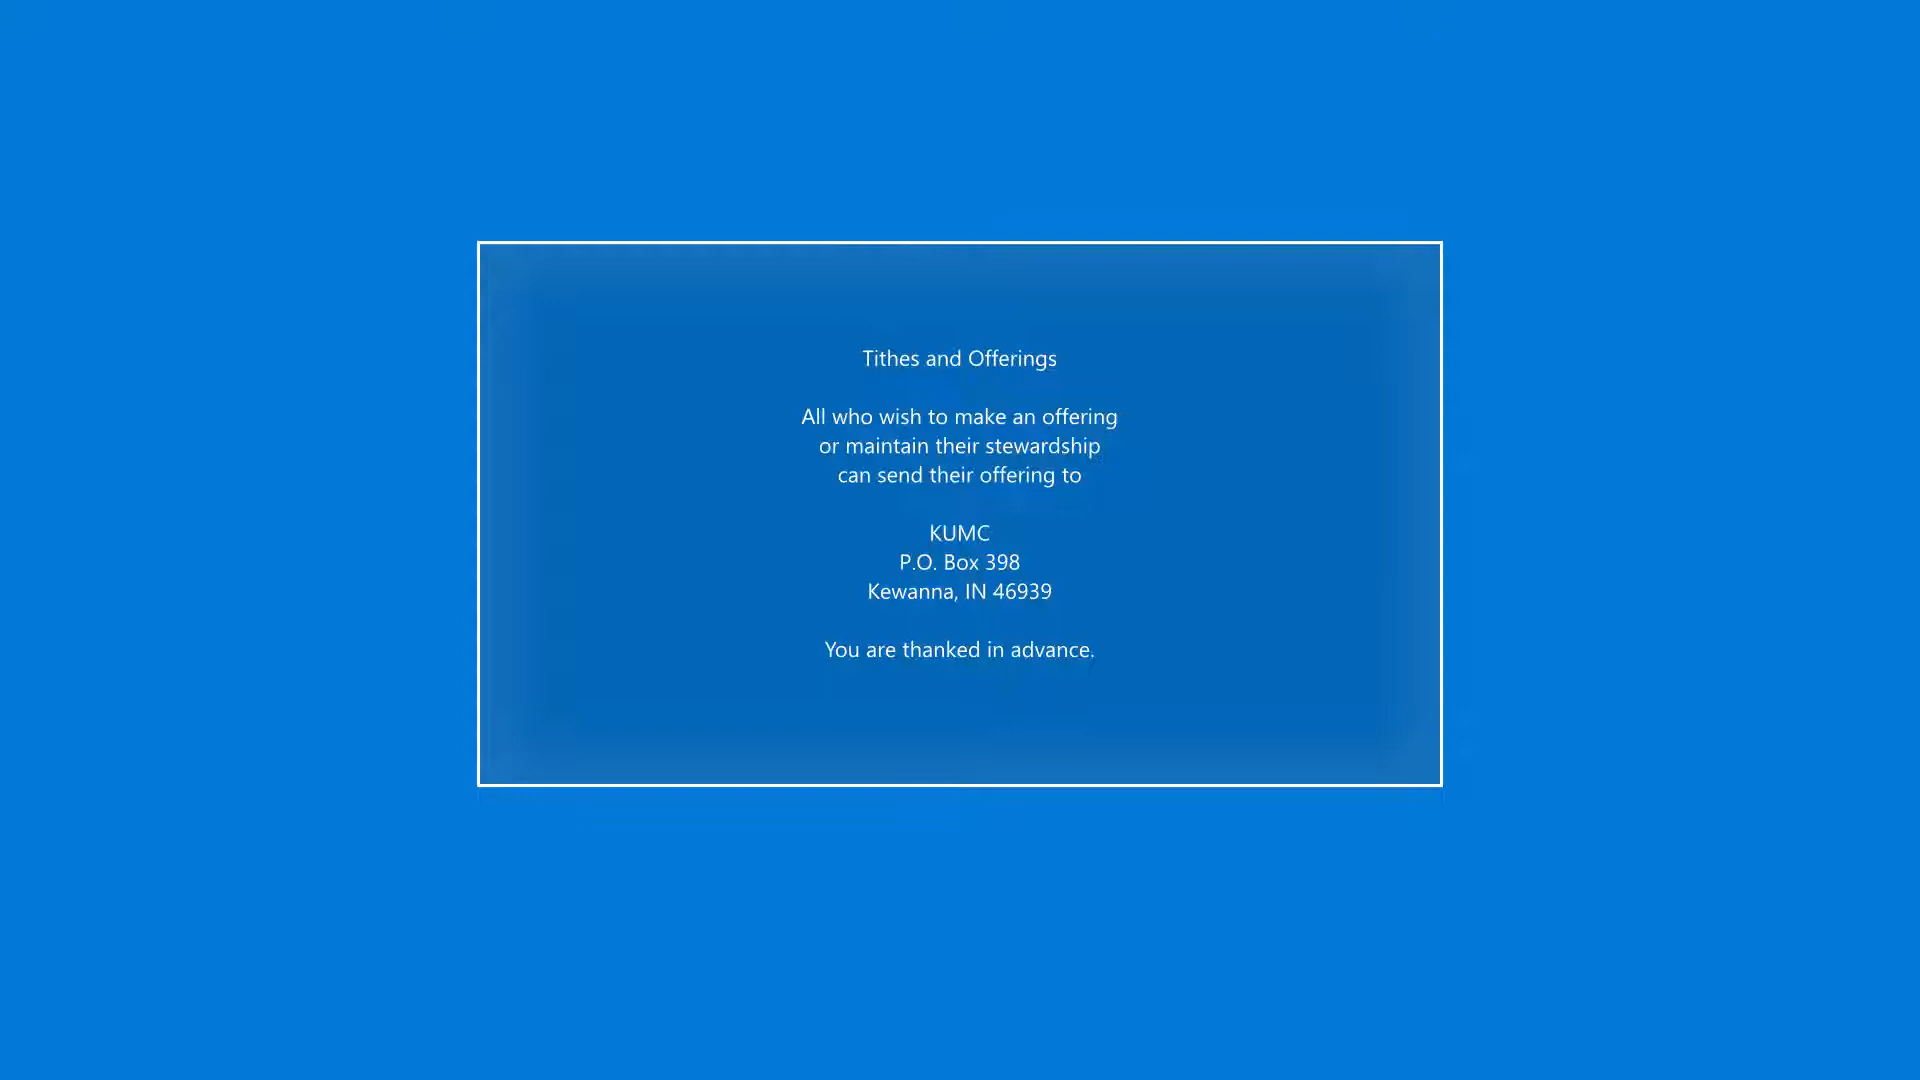 Tithes and Offerings
All who wish to make an offering
or maintain their stewardship
can send their offering to
KUMC
P.O. Box 398
Kewanna, IN 46939
You are thanked in advance.